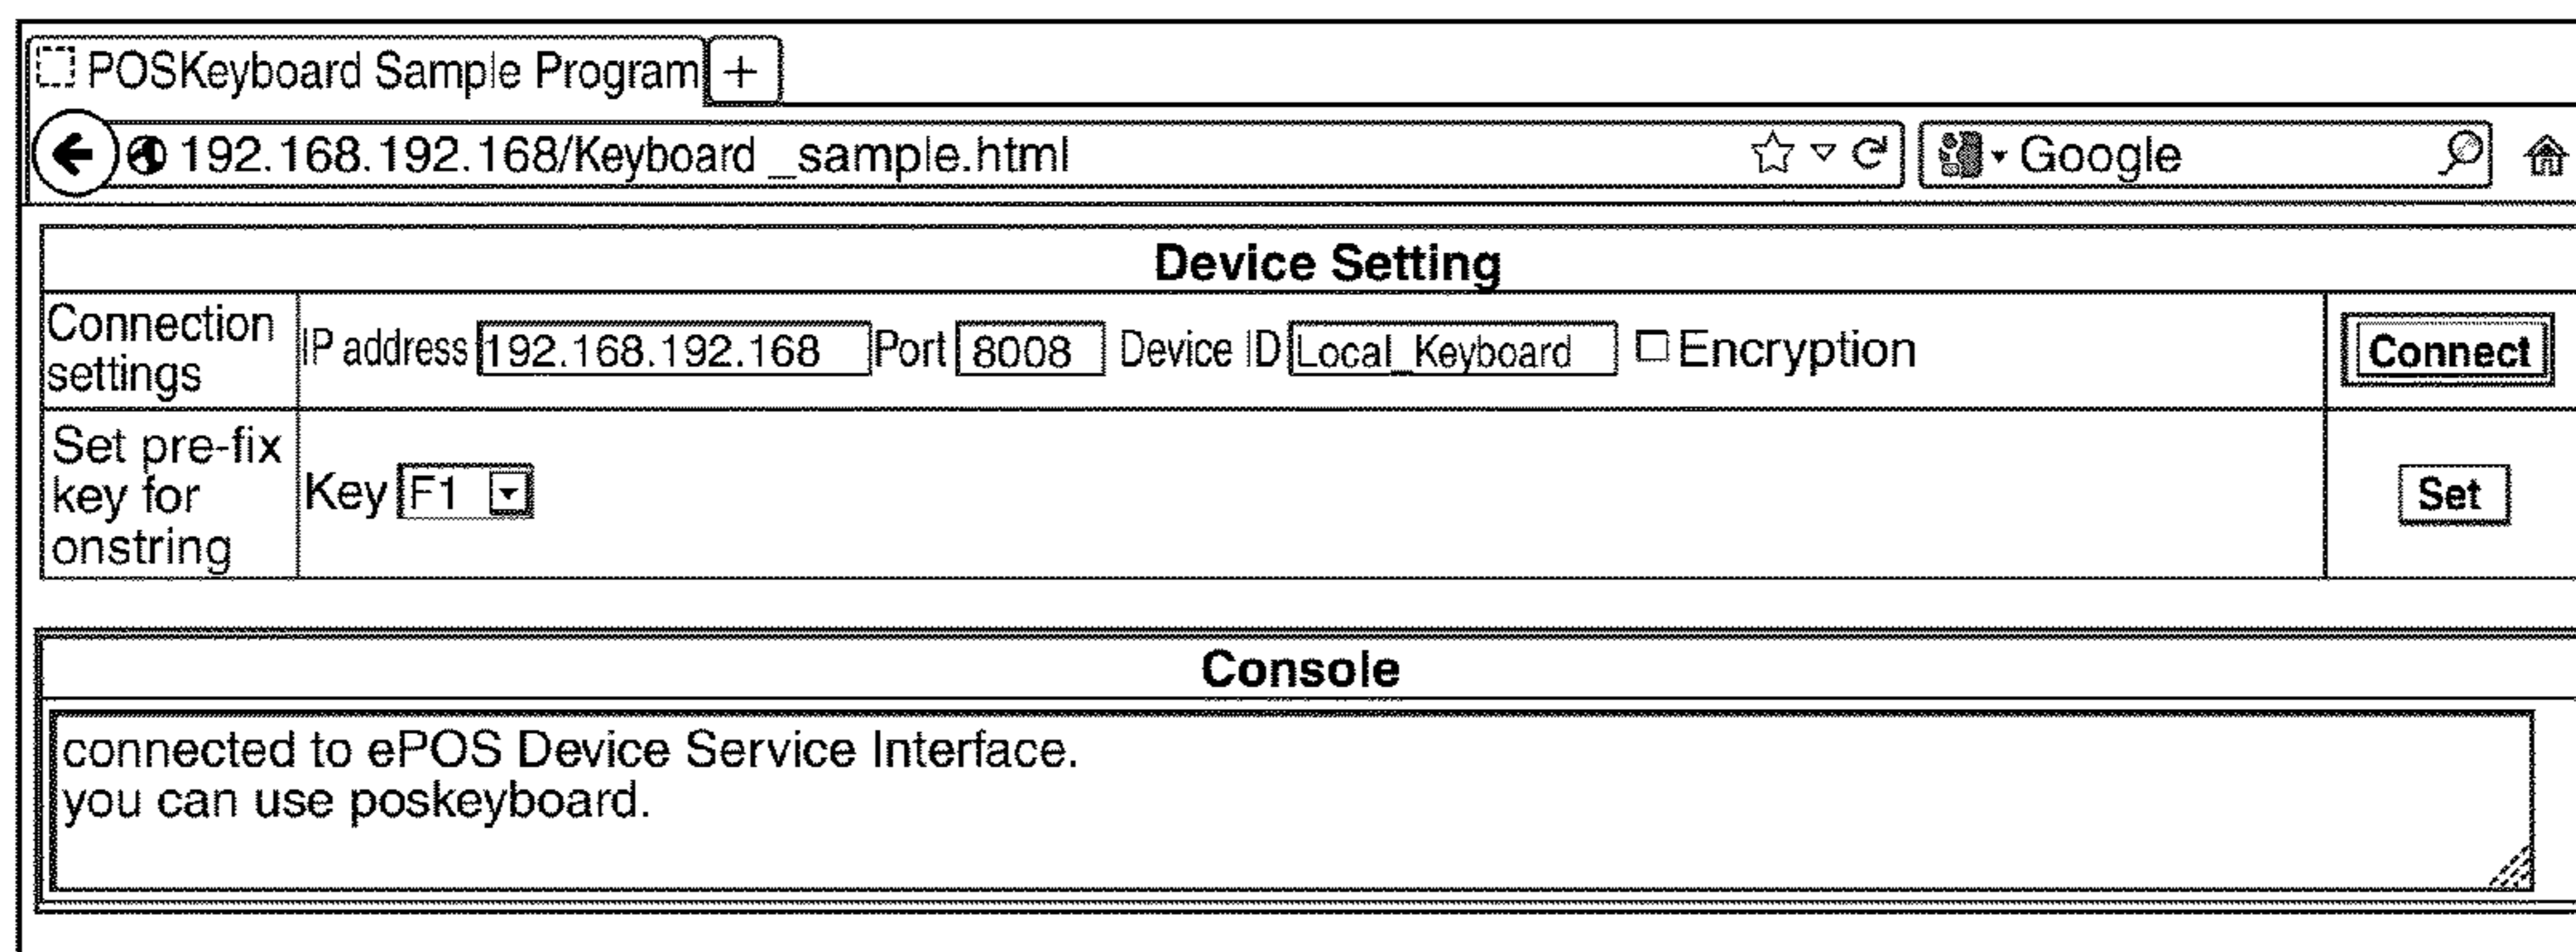 POSKeyboard Sample Program +
192.168.192.168/Keyboard _sample.html Google
Device Setting
Connection
settings
IP address 192.168.192.168 Port 8008 Device ID Local_Keyboard Encryption Connect
Set pre-fix
key for
onstring
Key F1 Set
Console
connected to ePOS Device Service Interface.
you can use poskeyboard.